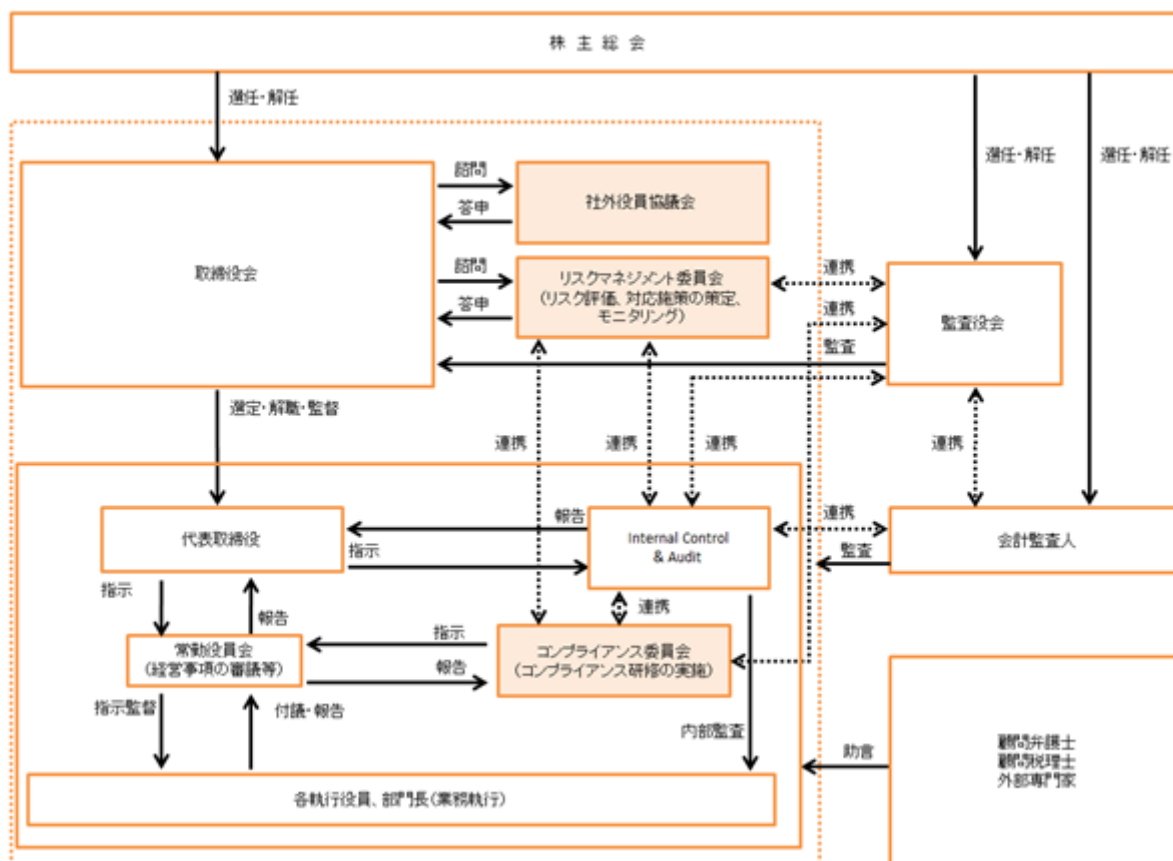 株主総会
選任・解任
選任・解任
選任・解任
諮問
社外役員協議会
答申
取締役会
諮問
リスクマネジメント委員会
(リスク評価、対応施策の策定、
モニタリング)
答申
連携
連携
監査役会
監査
選定・解職・監督
連携
連携
連携
連携
代表取締役
報告
指示
Internal Control
& Audit
連携
監査
会計監査人
指示
報告
連携
常勤役員会
(経営事項の審議等)
指示
報告
コンプライアンス委員会
(コンプライアンス研修の実施)
指示監督
付議・報告
内部監査
助言
顧問弁護士
顧問税理士
外部専門家
各執行役員、部門長(業務執行)